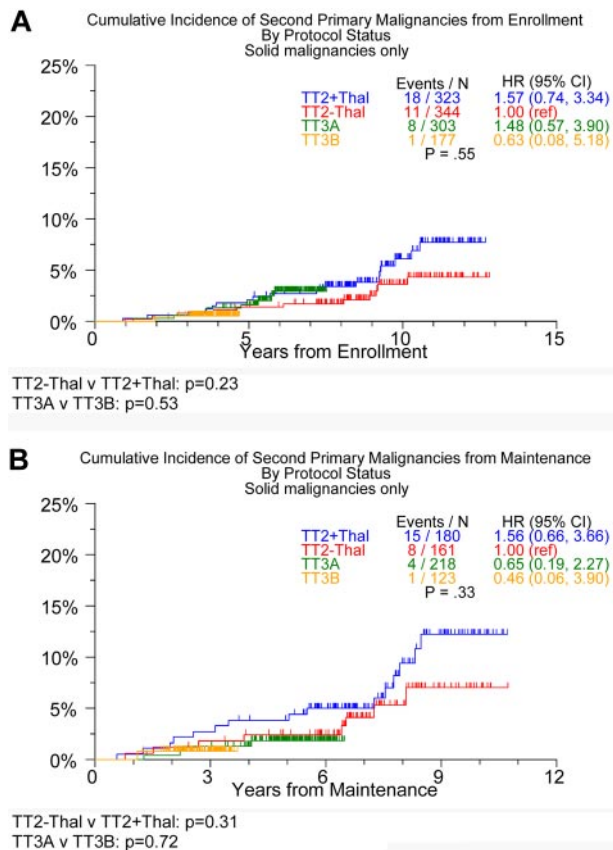 A
Cumulative Incidence of Second Primary Malignancies from Enrollment
By Protocol Status
Solid malignancies only
25%
20%
15%
10%
5%
0%
Events / N HR (95% CI)
TT2+Thal 18 / 323 1.57 (0.74, 3.34)
TT2-Thal 11 / 344 1.00 (ref)
TT3A 8 / 303 1.48 (0.57, 3.90)
TT3B 1 / 177 0.63 (0.08, 5.18)
P = .55
0 5 10 15
Years from Enrollment
TT2-Thal v TT2+Thal: p=0.23
TT3A v TT3B: p=0.53
B
Cumulative Incidence of Second Primary Malignancies from Maintenance
By Protocol Status
Solid malignancies only
25%
20%
15%
10%
5%
0%
Events / N HR (95% CI)
TT2+Thal 15 / 180 1.56 (0.66, 3.66)
TT2-Thal 8 / 161 1.00 (ref)
TT3A 4 / 218 0.65 (0.19, 2.27)
TT3B 1 / 123 0.46 (0.06, 3.90)
P = .33
0 3 6 9 12
Years from Maintenance
TT2-Thal v TT2+Thal: p=0.31
TT3A v TT3B: p=0.72